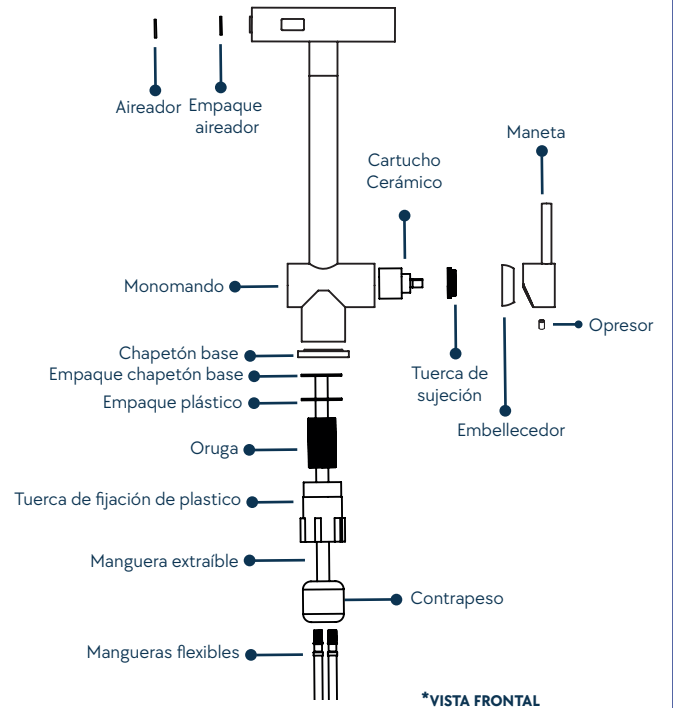 Aireador
Empaque
aireador
Maneta
Cartucho
Cerámico
Monomando
Opresor
Chapetón base
Empaque chapetón base
Tuerca de
sujeción
Empaque plástico
Embellecedor
Oruga
Tuerca de fijación de plastico
Manguera extraíble
Contrapeso
Mangueras flexibles
*VISTA FRONTAL